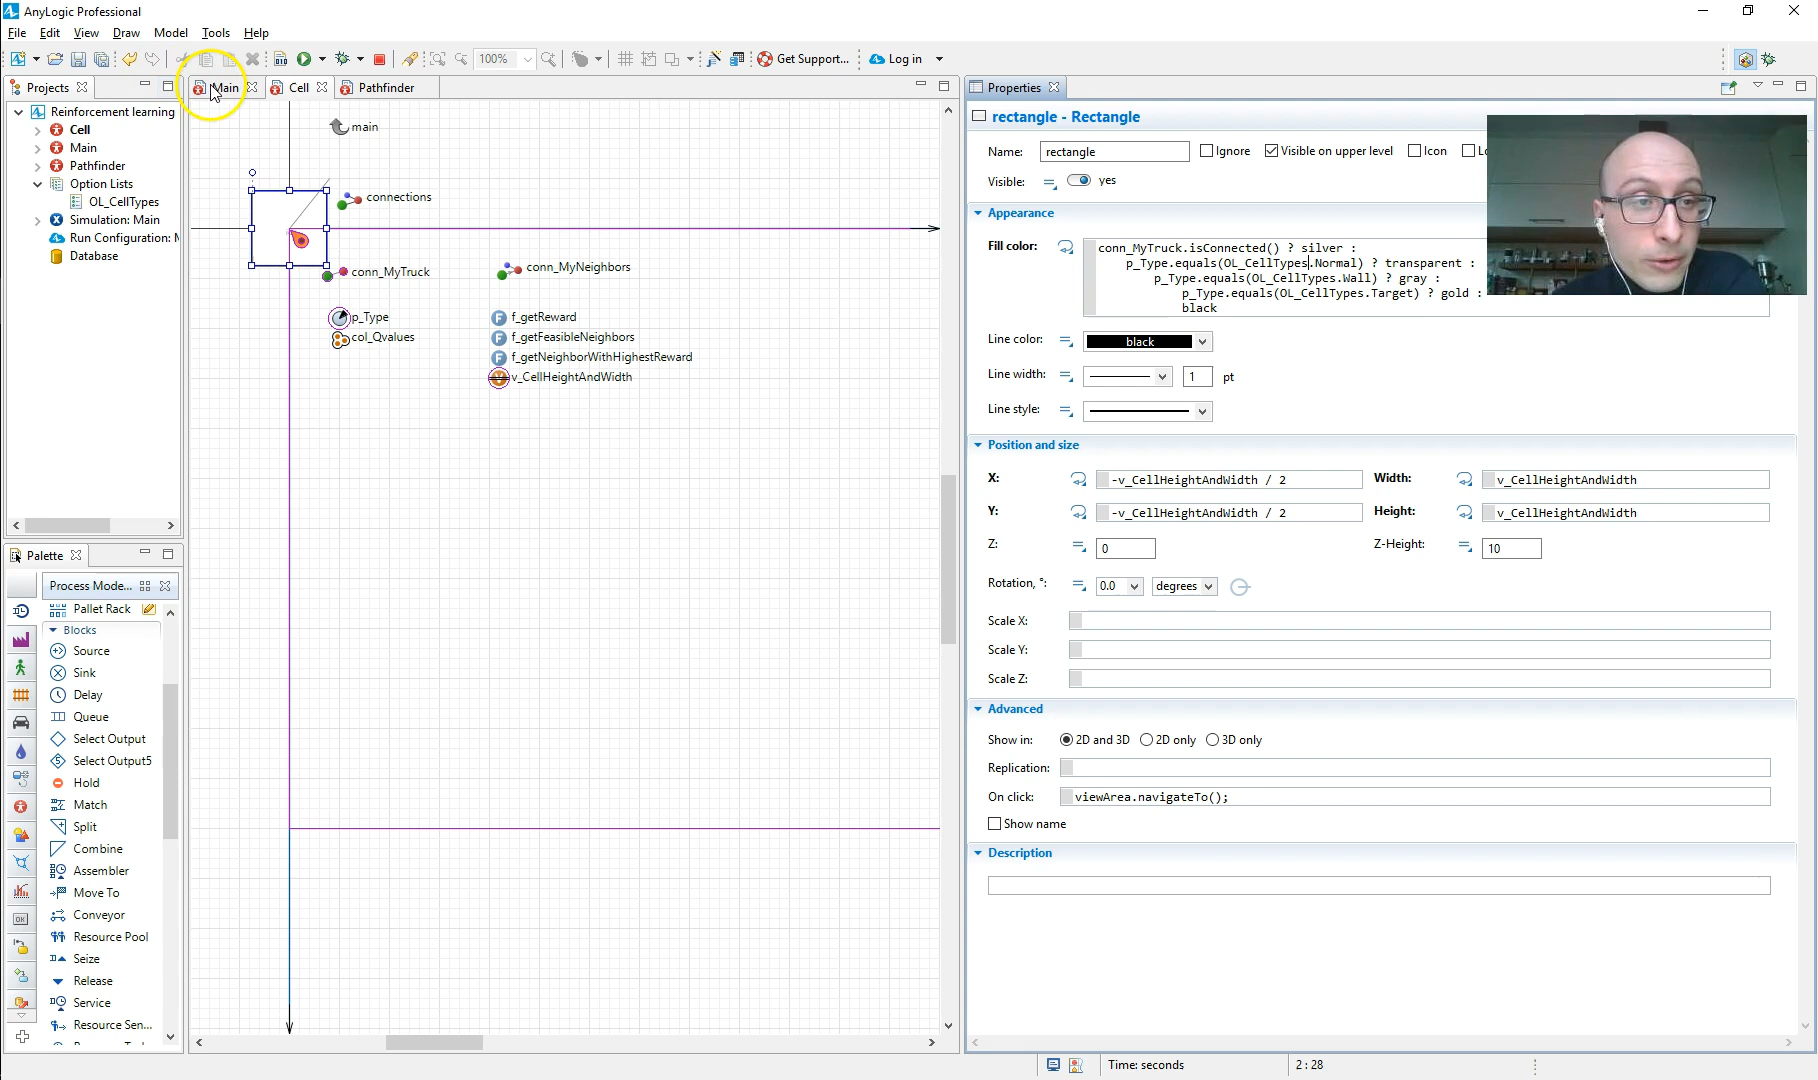 AnyLogic Professional
File Edit View Draw Model Tools Help
100% Get Support... Log in
Projects
Reinforcement learning
Cell
Main
Pathfinder
Option Lists
OL_CellTypes
Simulation: Main
Run Configuration:
Database
Palette
Process Mode...
Pallet Rack
Blocks
Source
Sink
Delay
Queue
Select Output
Select Output5
Hold
Match
Split
Combine
Assembler
Move To
Conveyor
Resource Pool
Seize
Release
Service
Resource Sen...
Main Cell Pathfinder
main
connections
conn_MyTruck
conn_MyNeighbors
p_Type
col_Qvalues
f_getReward
f_getFeasibleNeighbors
f_getNeighborWithHighestReward
v_CellHeightAndWidth
Properties
rectangle - Rectangle
Name: rectangle Ignore Visible on upper level Icon
Visible: yes
Appearance
Fill color: conn_MyTruck.isConnected() ? silver :
p_Type.equals(OL_CellTypes.Normal) ? transparent :
p_Type.equals(OL_CellTypes.Wall) ? gray :
p_Type.equals(OL_CellTypes.Target) ? gold :
black
Line color: black
Line width: 1 pt
Line style:
Position and size
X: -v_CellHeightAndWidth / 2 Width: v_CellHeightAndWidth
Y: -v_CellHeightAndWidth / 2 Height: v_CellHeightAndWidth
Z: 0 Z-Height: 10
Rotation, °: 0.0 degrees
Scale X:
Scale Y:
Scale Z:
Advanced
Show in: 2D and 3D 2D only 3D only
Replication:
On click: viewArea.navigateTo();
Show name
Description
Time: seconds 2 : 28